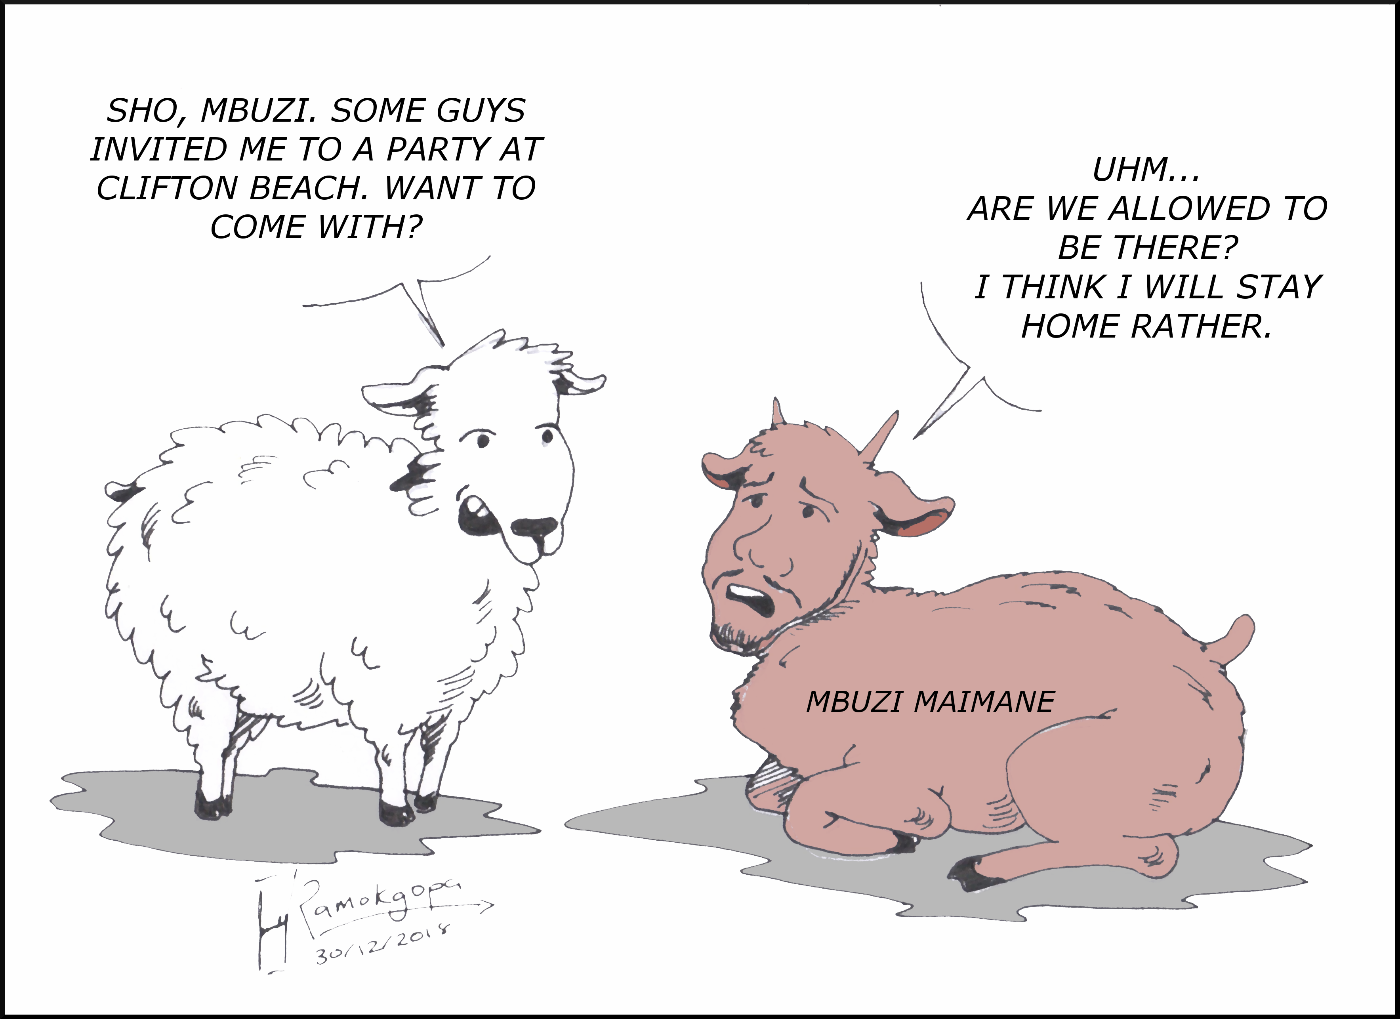 SHO, MBUZI. SOME GUYS
INVITED ME TO A PARTY AT
CLIFTON BEACH. WANT TO
COME WITH?
UHM...
ARE WE ALLOWED TO
BE THERE?
I THINK I WILL STAY
HOME RATHER.
MBUZI MAIMANE
Ramokgopa
30/12/2018